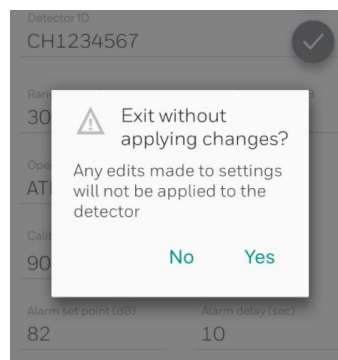 Detector ID
CH1234567
30
Exit without
applying changes?
Any edits made to settings
will not be applied to the
detector
90
No Yes
Alarm set point (dB) Alarm delay (sec)
82 10